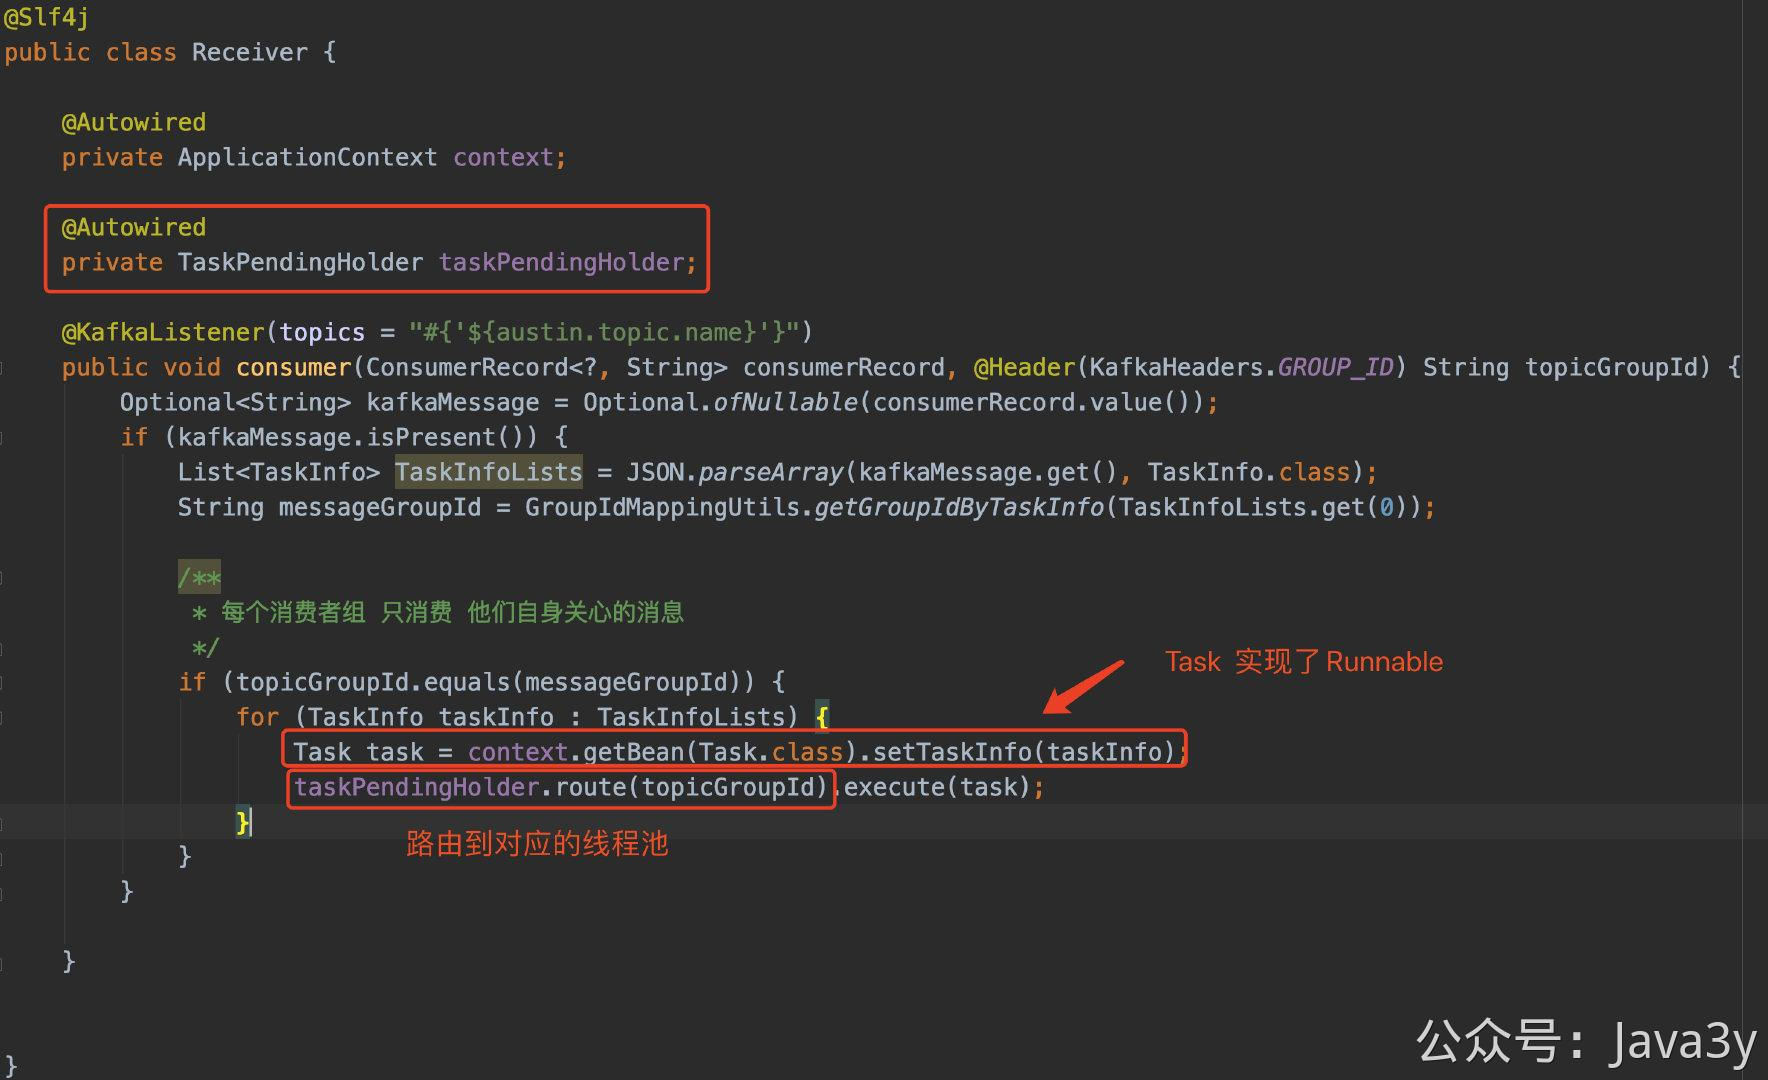 @Slf4j
public class Receiver {
@Autowired
private ApplicationContext context;
@Autowired
private TaskPendingHolder taskPendingHolder;
@KafkaListener(topics = "#{'${austin.topic.name}'}")
public void consumer(ConsumerRecord<?, String> consumerRecord, @Header(KafkaHeaders.GROUP_ID) String topicGroupId) {
Optional<String> kafkaMessage = Optional.ofNullable(consumerRecord.value());
if (kafkaMessage.isPresent()) {
List<TaskInfo> TaskInfoLists = JSON.parseArray(kafkaMessage.get(), TaskInfo.class);
String messageGroupId = GroupIdMappingUtils.getGroupIdByTaskInfo(TaskInfoLists.get(0));
/**
* 每个消费者组 只消费 他们自身关心的消息
*/
if (topicGroupId.equals(messageGroupId)) {
Task 实现了 Runnable
for (TaskInfo taskInfo : TaskInfoLists) {
Task task = context.getBean(Task.class).setTaskInfo(taskInfo);
taskPendingHolder.route(topicGroupId).execute(task);
}
路由到对应的线程池
}
}
}
}
公众号：Java3y